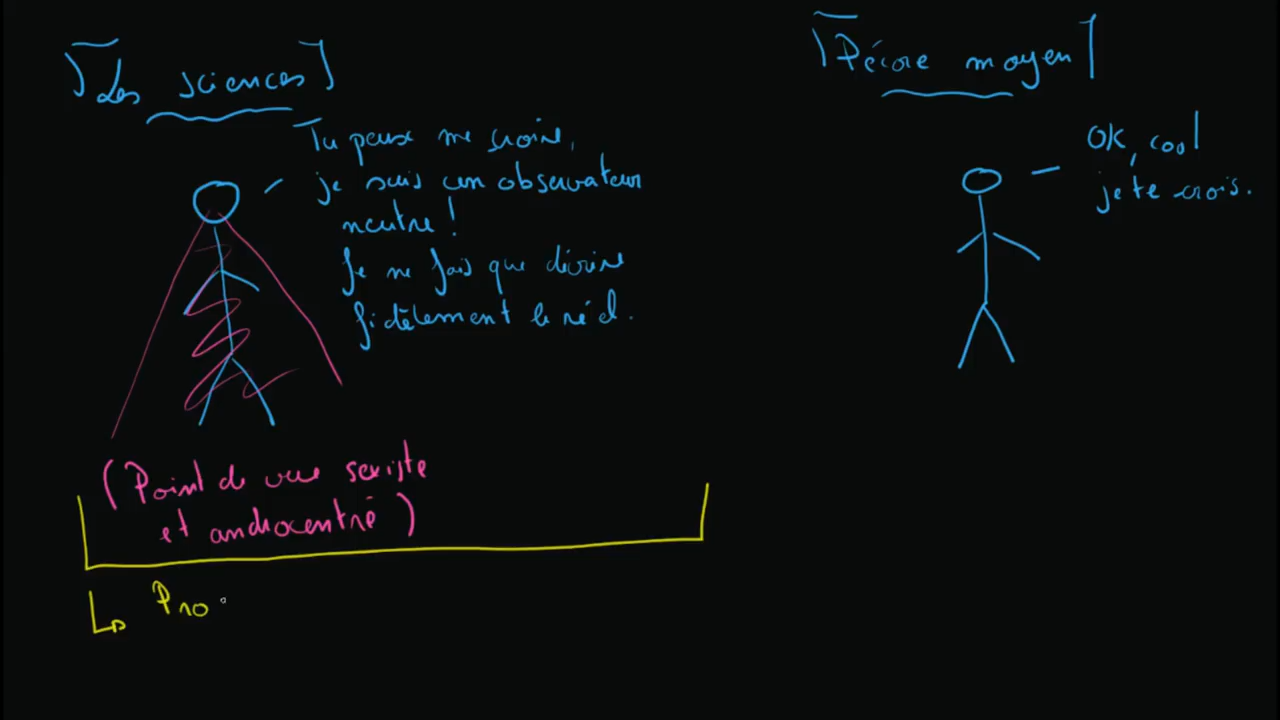 Les sciences
Tu peux me croire,
je suis un observateur
neutre !
Je ne fais que décrire
fidèlement le réel.
(Point de vue sexiste
et androcentré)
Pro
Pécore moyen
OK, cool
je te crois.